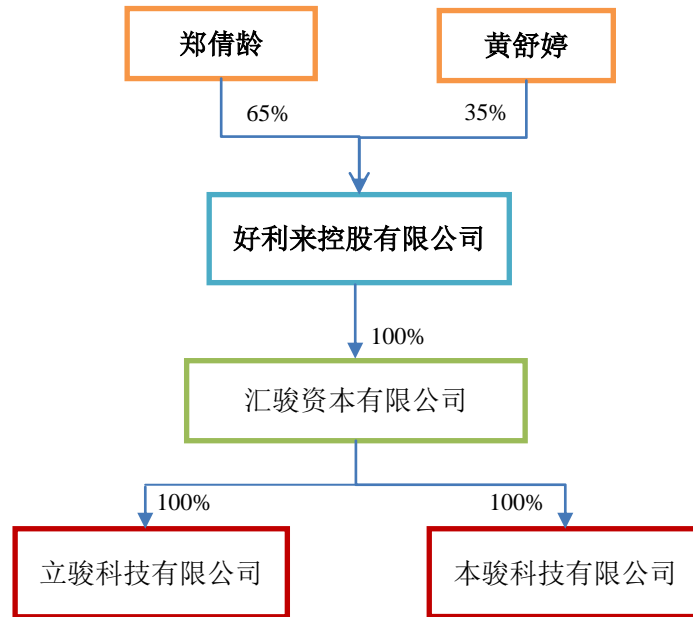 郑倩龄
黄舒婷
65%
35%
好利来控股有限公司
100%
汇骏资本有限公司
100%
100%
立骏科技有限公司
本骏科技有限公司